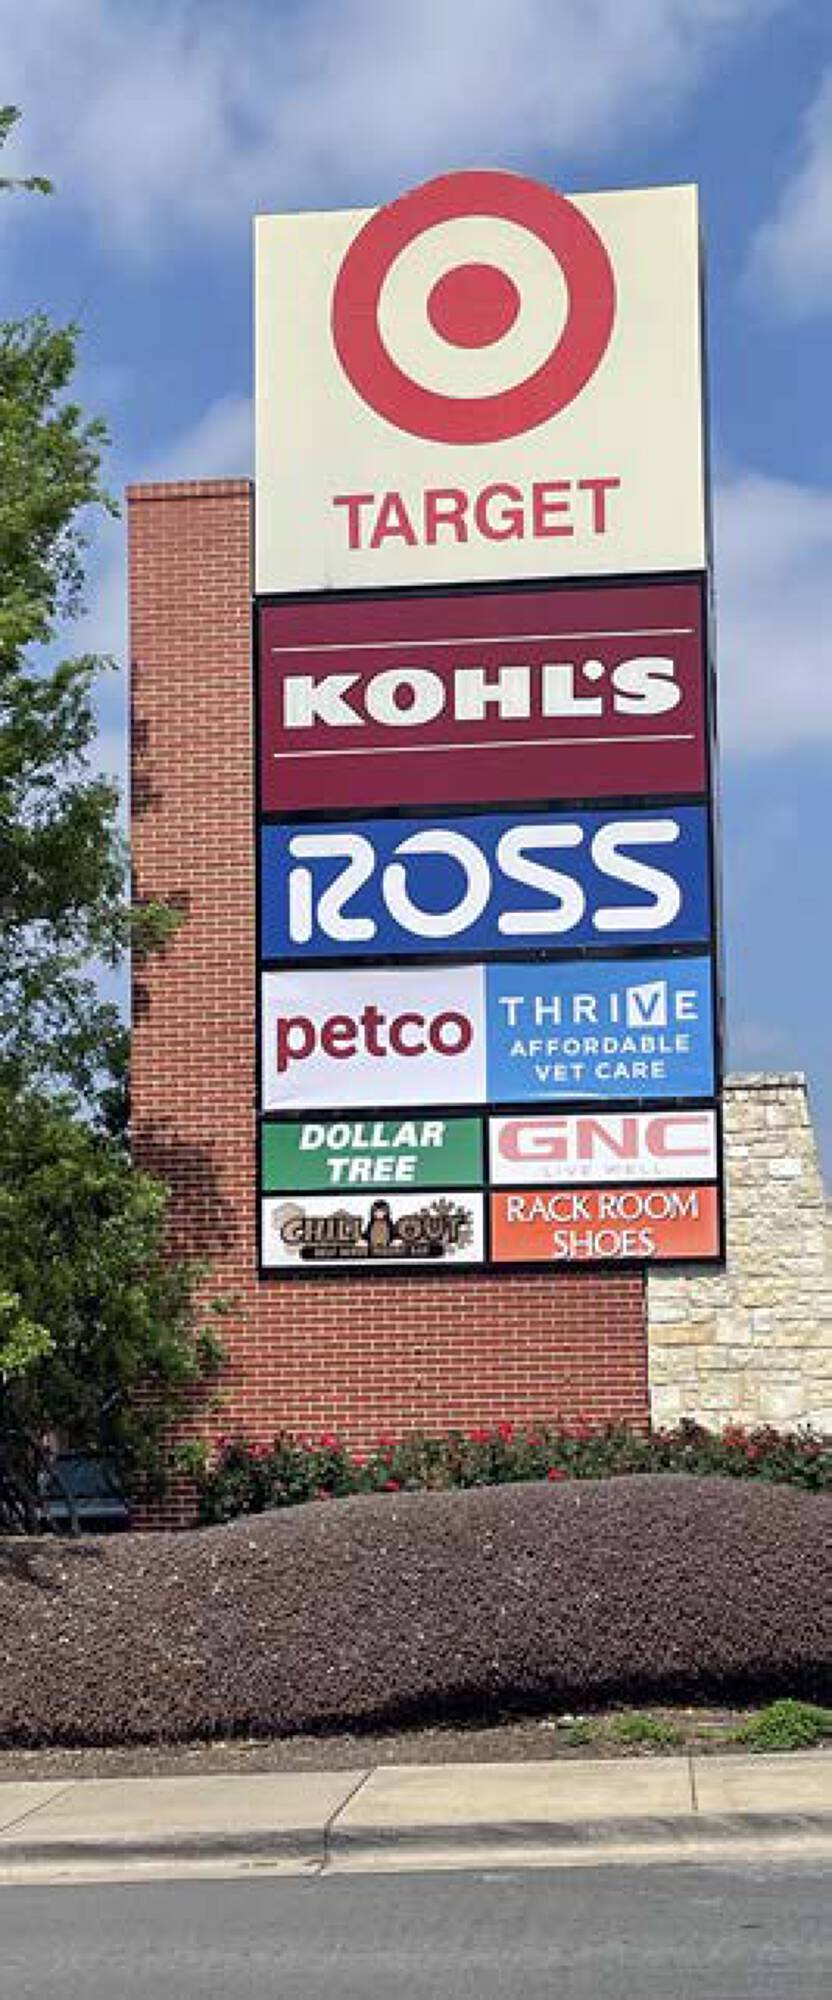 TARGET
KOHL'S
ROSS
petco
THRIVE
AFFORDABLE
VET CARE
DOLLAR
TREE
GNC
LIVE WELL
CHILL OUT
RACK ROOM
SHOES